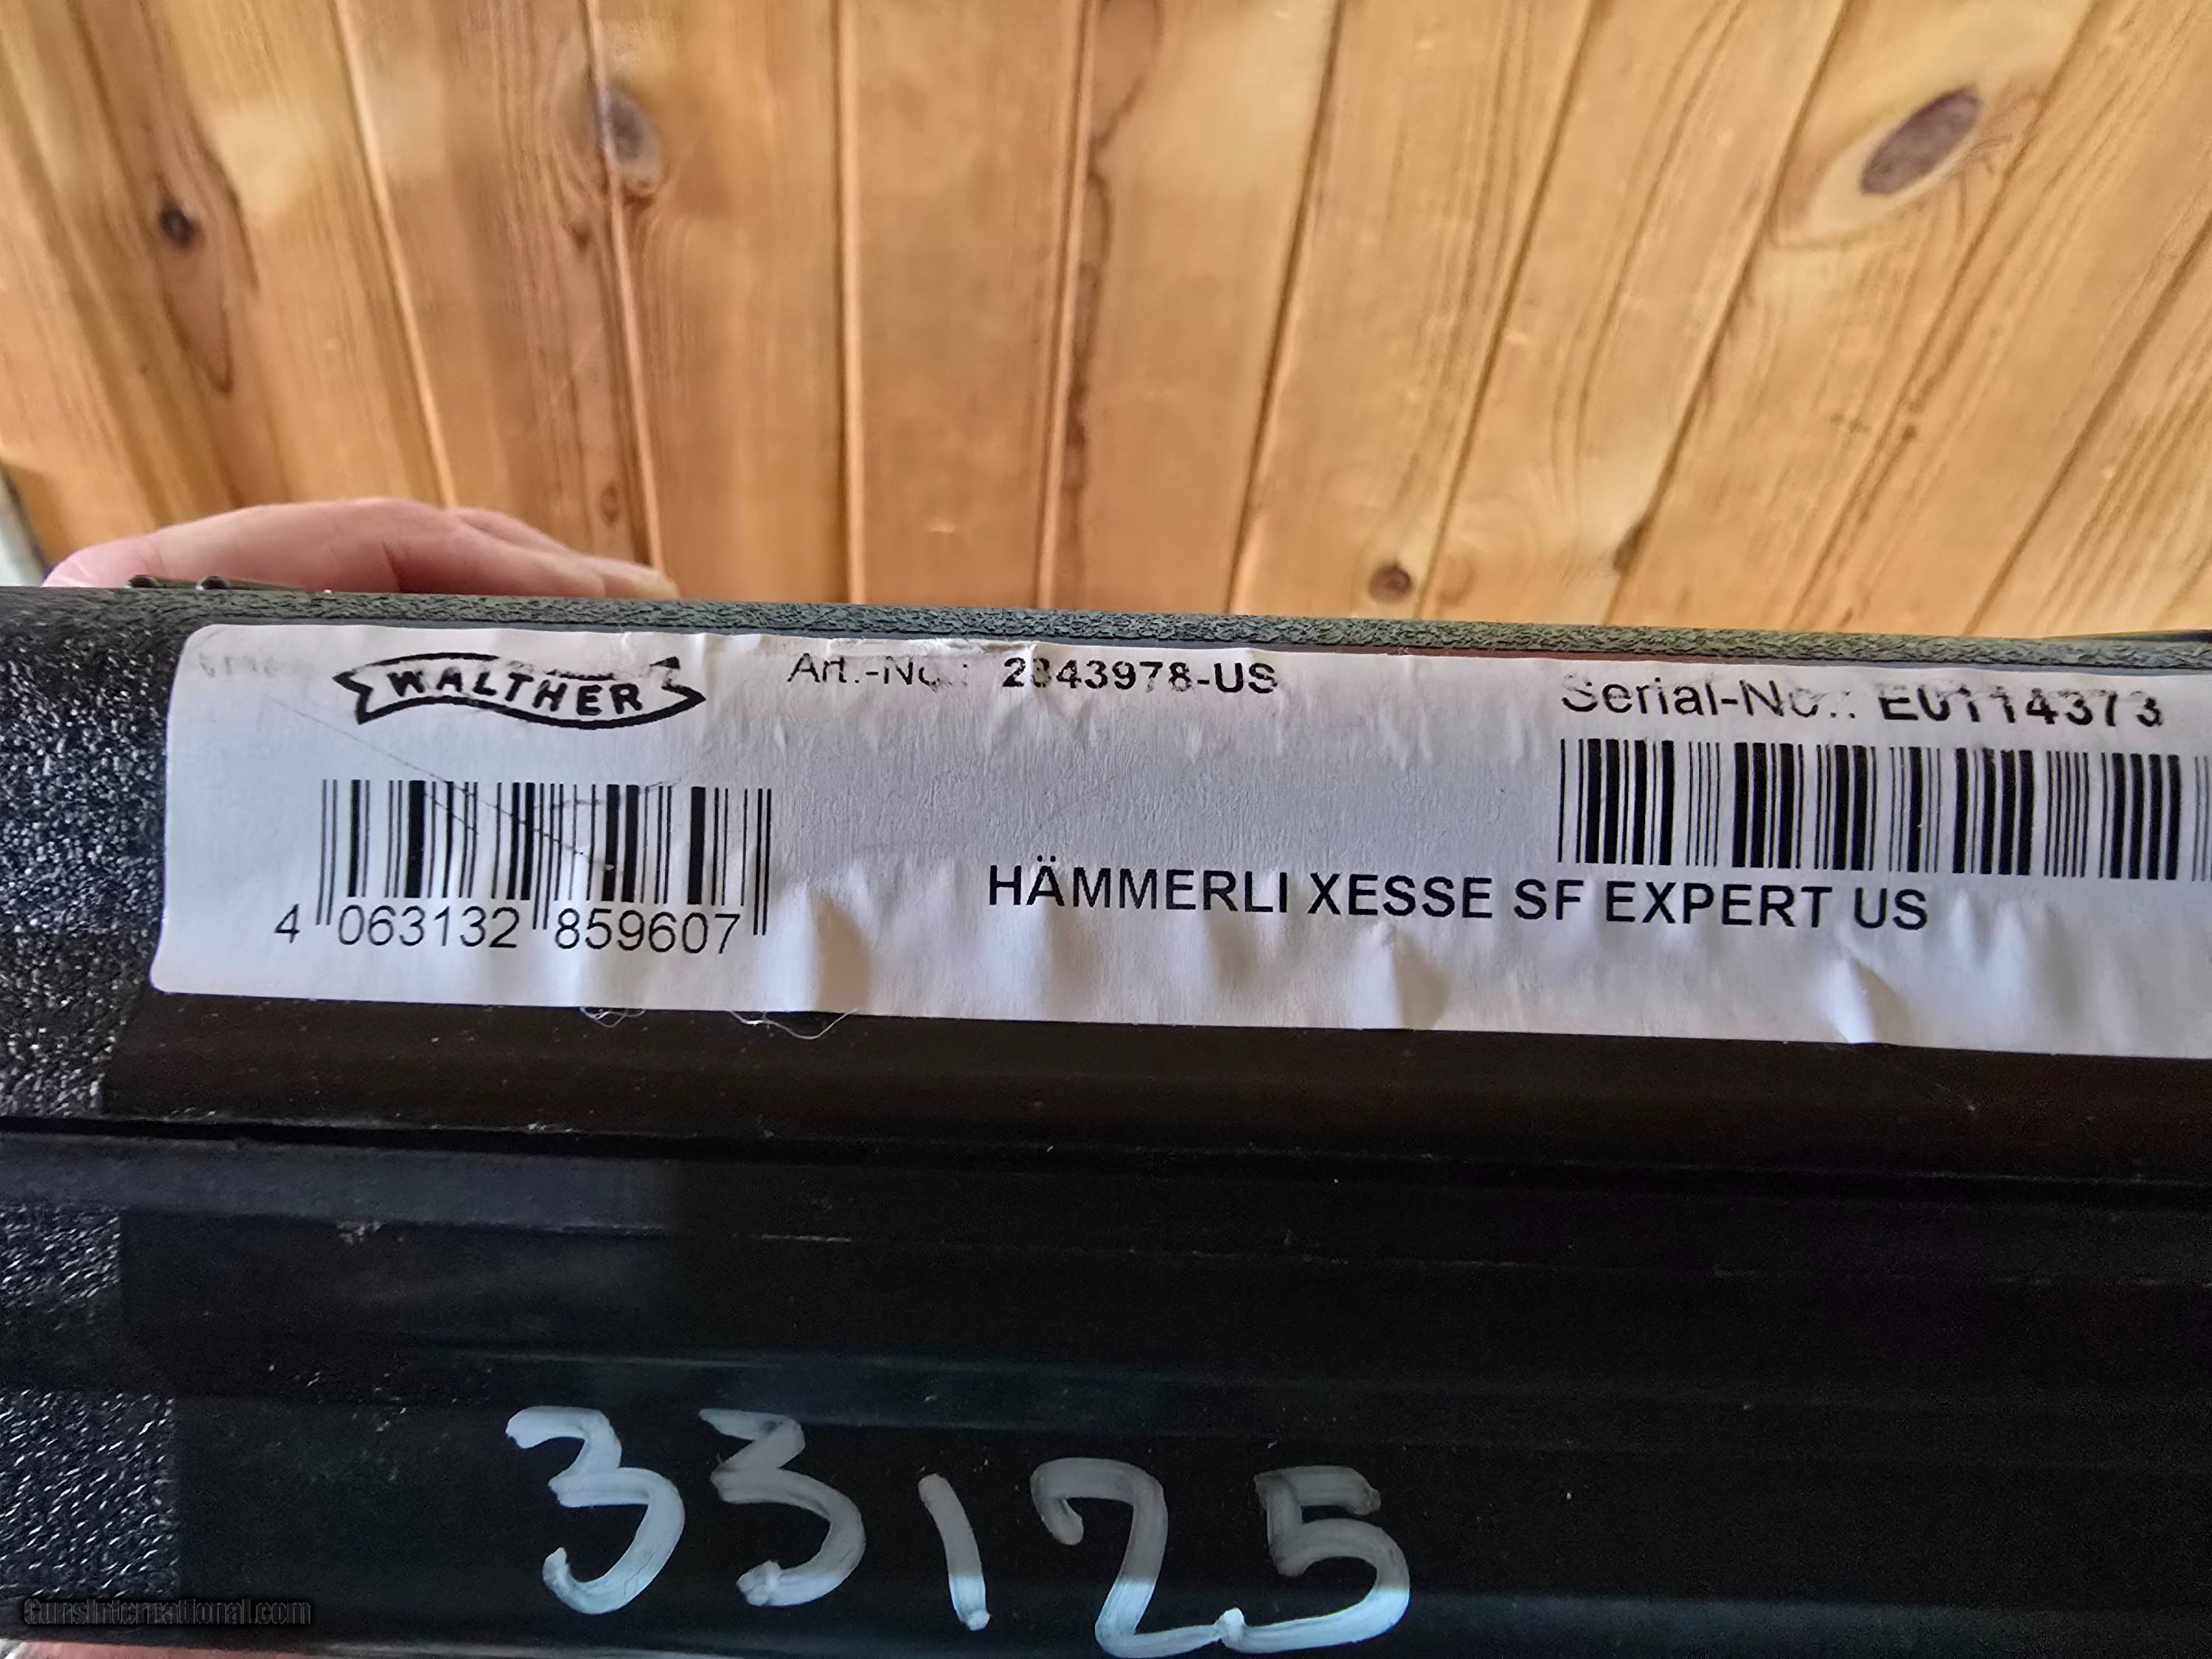 WALTHER
Art.-No.: 2843978-US
Serial-No.: E0114373
4 063132 859607
HÄMMERLI XESSE SF EXPERT US
33125
GunsInternational.com